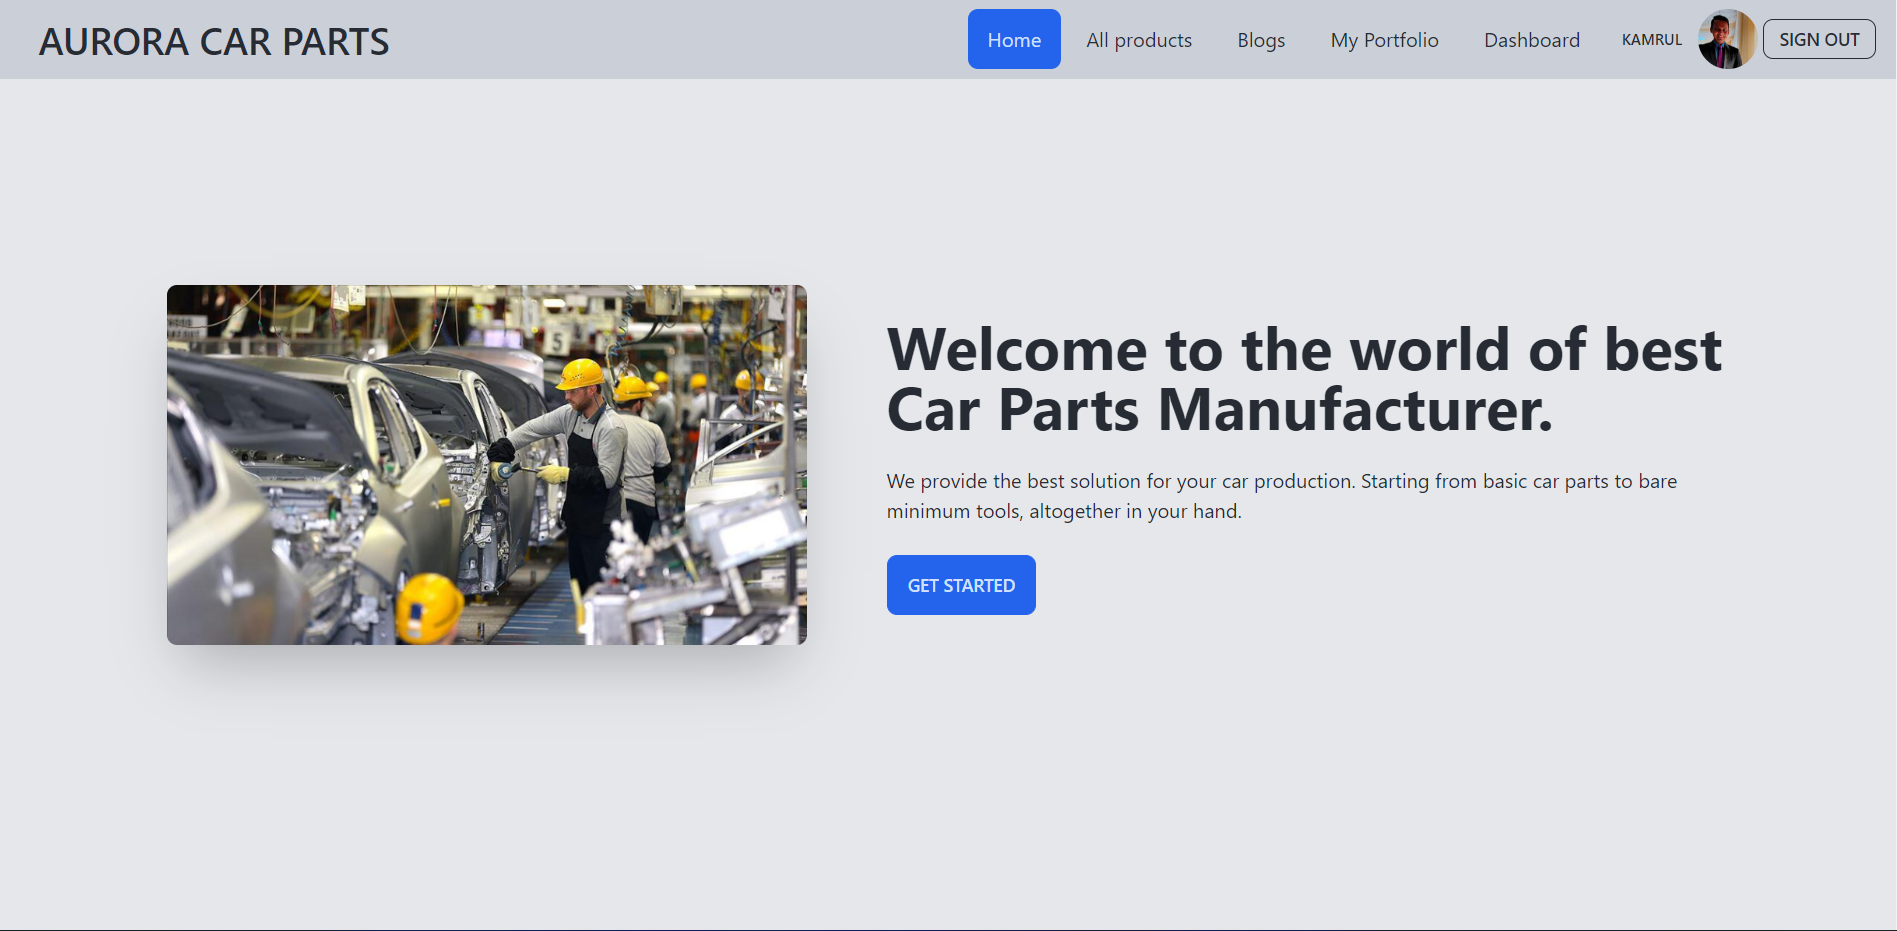 AURORA CAR PARTS
Home
All products
Blogs
My Portfolio
Dashboard
KAMRUL
SIGN OUT
5
Welcome to the world of best
Car Parts Manufacturer.
We provide the best solution for your car production. Starting from basic car parts to bare
minimum tools, altogether in your hand.
GET STARTED